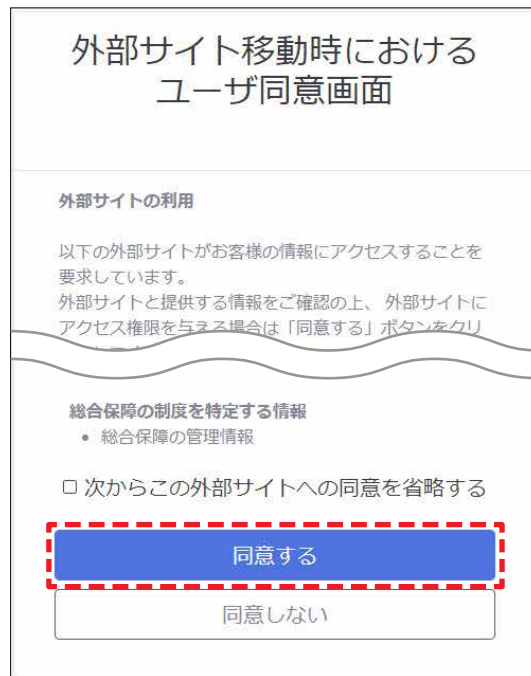 外部サイト移動時における
ユーザ同意画面
外部サイトの利用
以下の外部サイトがお客様の情報にアクセスすることを
要求しています。
外部サイトと提供する情報をご確認の上、外部サイトに
アクセス権限を与える場合は「同意する」ボタンをクリ
総合保障の制度を特定する情報
• 総合保障の管理情報
□ 次からこの外部サイトへの同意を省略する
同意する
同意しない